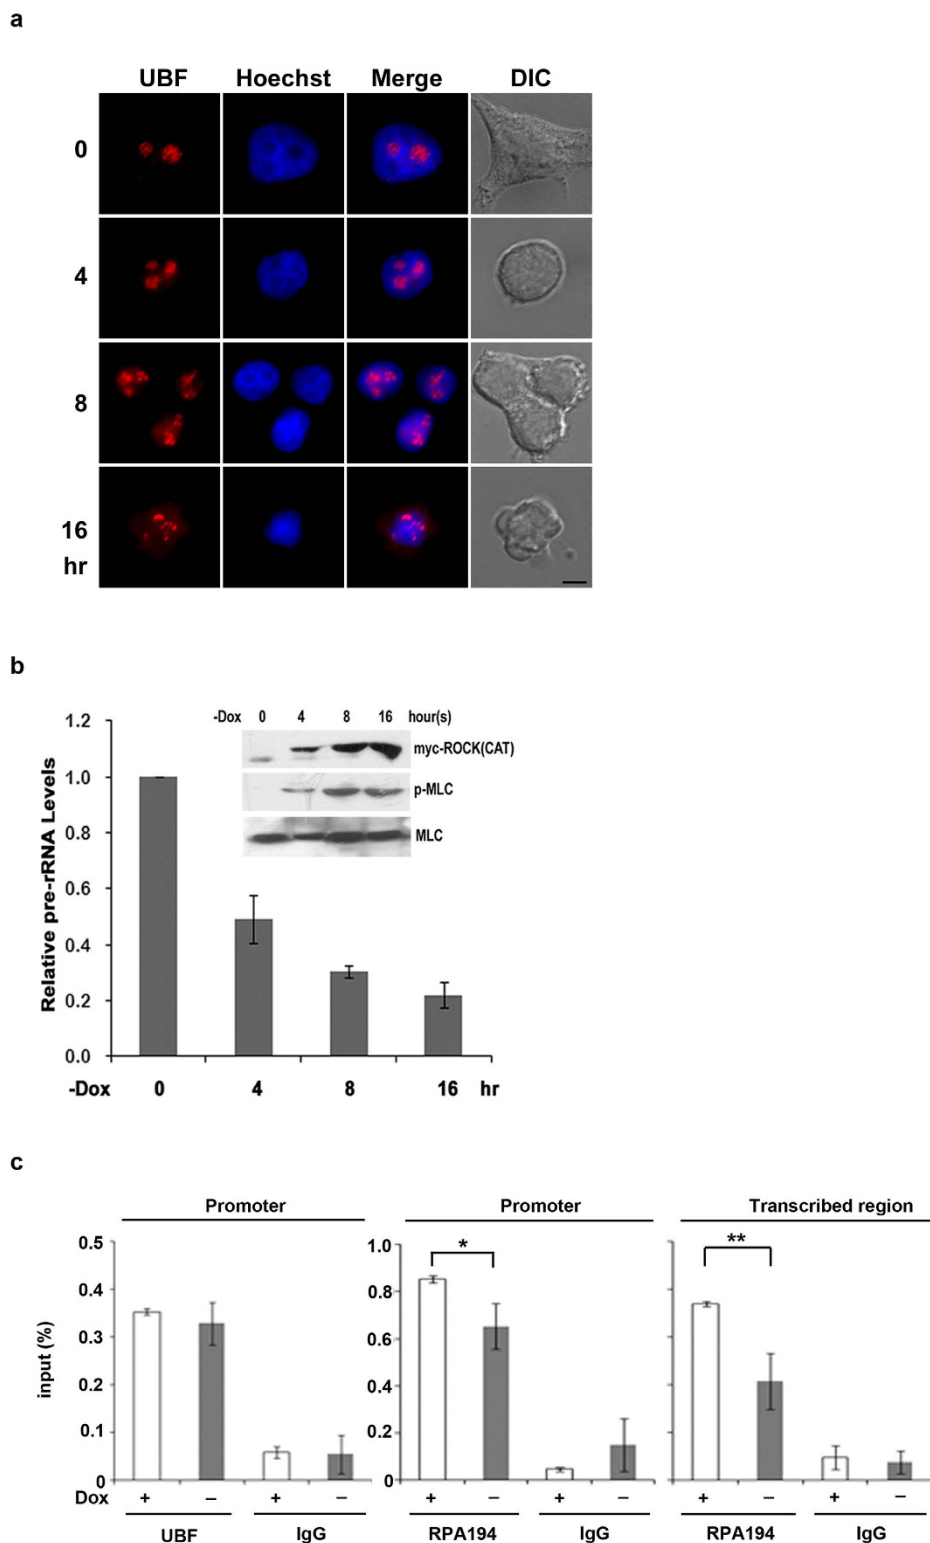 a
UBF Hoechst Merge DIC
0
4
8
16
hr
b
Relative pre-rRNA Levels
1.2
1.0
0.8
0.6
0.4
0.2
0.0
-Dox 0 4 8 16 hour(s)
myc-ROCK(CAT)
p-MLC
MLC
-Dox 0 4 8 16 hr
c
Promoter Promoter Transcribed region
input (%)
0.5
0.4
0.3
0.2
0.1
0
1.0
0.8
0.6
0.4
0.2
0
*
**
Dox + – + – + – + – + – + –
UBF IgG RPA194 IgG RPA194 IgG